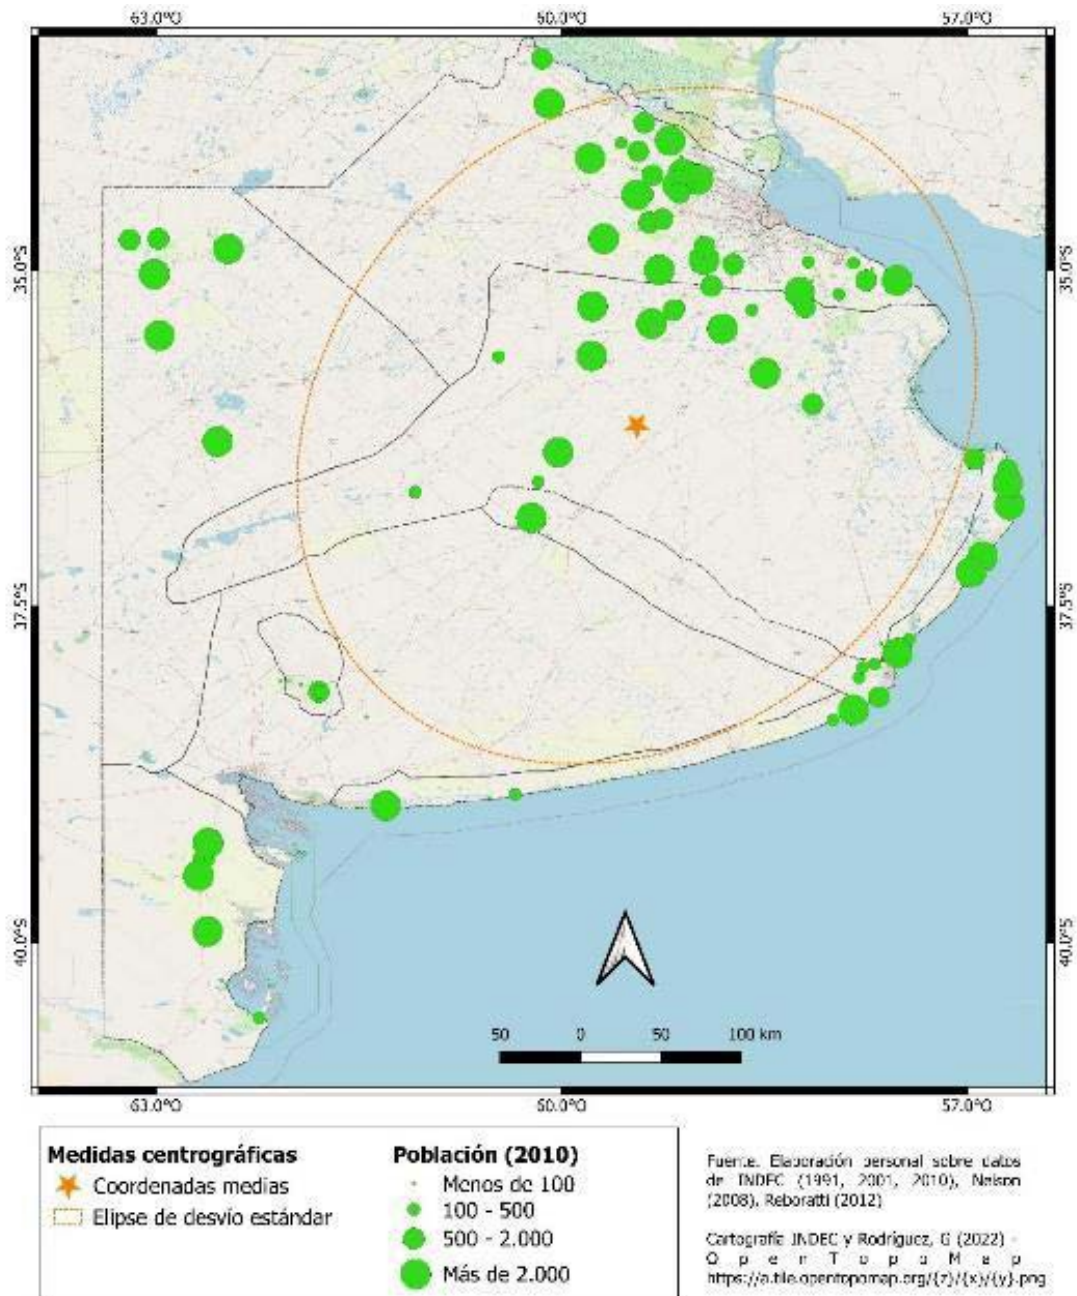 63.0°O 60.0°O 57.0°O
35.0°S 35.0°S
37.5°S 37.5°S
40.0°S 40.0°S
50 0 50 100 km
63.0°O 60.0°O 57.0°O
Medidas centrográficas
Coordenadas medias
Elipse de desvío estándar
Población (2010)
Menos de 100
100 - 500
500 - 2.000
Más de 2.000
Fuente. Elaboración personal sobre datos
de INDEC (1991, 2001, 2010), Nelson
(2008), Reboratti (2012)
Cartografía INDEC y Rodríguez, G (2022) -
O p e n T o p o M a p
https://a.tile.opentopomap.org/{z}/{x}/{y}.png